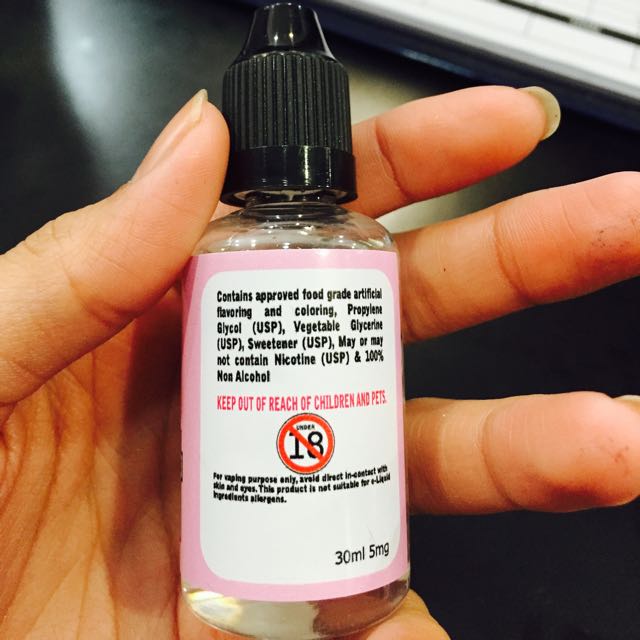 Contains approved food grade artificial
flavoring and coloring, Propylene
Glycol (USP), Vegetable Glycerine
(USP), Sweetener (USP), May or may
not contain Nicotine (USP) & 100%
Non Alcohol
KEEP OUT OF REACH OF CHILDREN AND PETS.
UNDER
18
For vaping purpose only, avoid direct in-contact with
skin and eyes. This product is not suitable for e-Liquid
ingredients allergens.
30ml 5mg